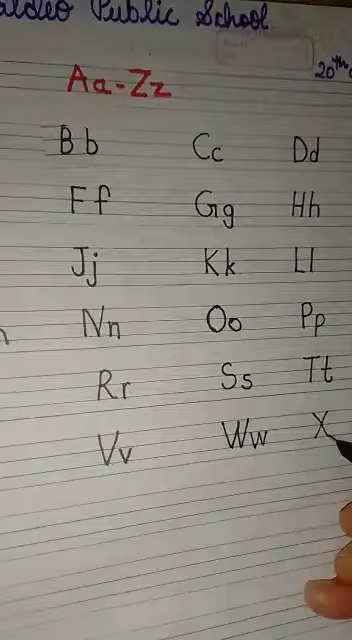 Public School
20th
Aa-Zz
Bb Cc Dd
Ff Gg Hh
Jj Kk Ll
n Nn Oo Pp
Rr Ss Tt
Vv Ww X